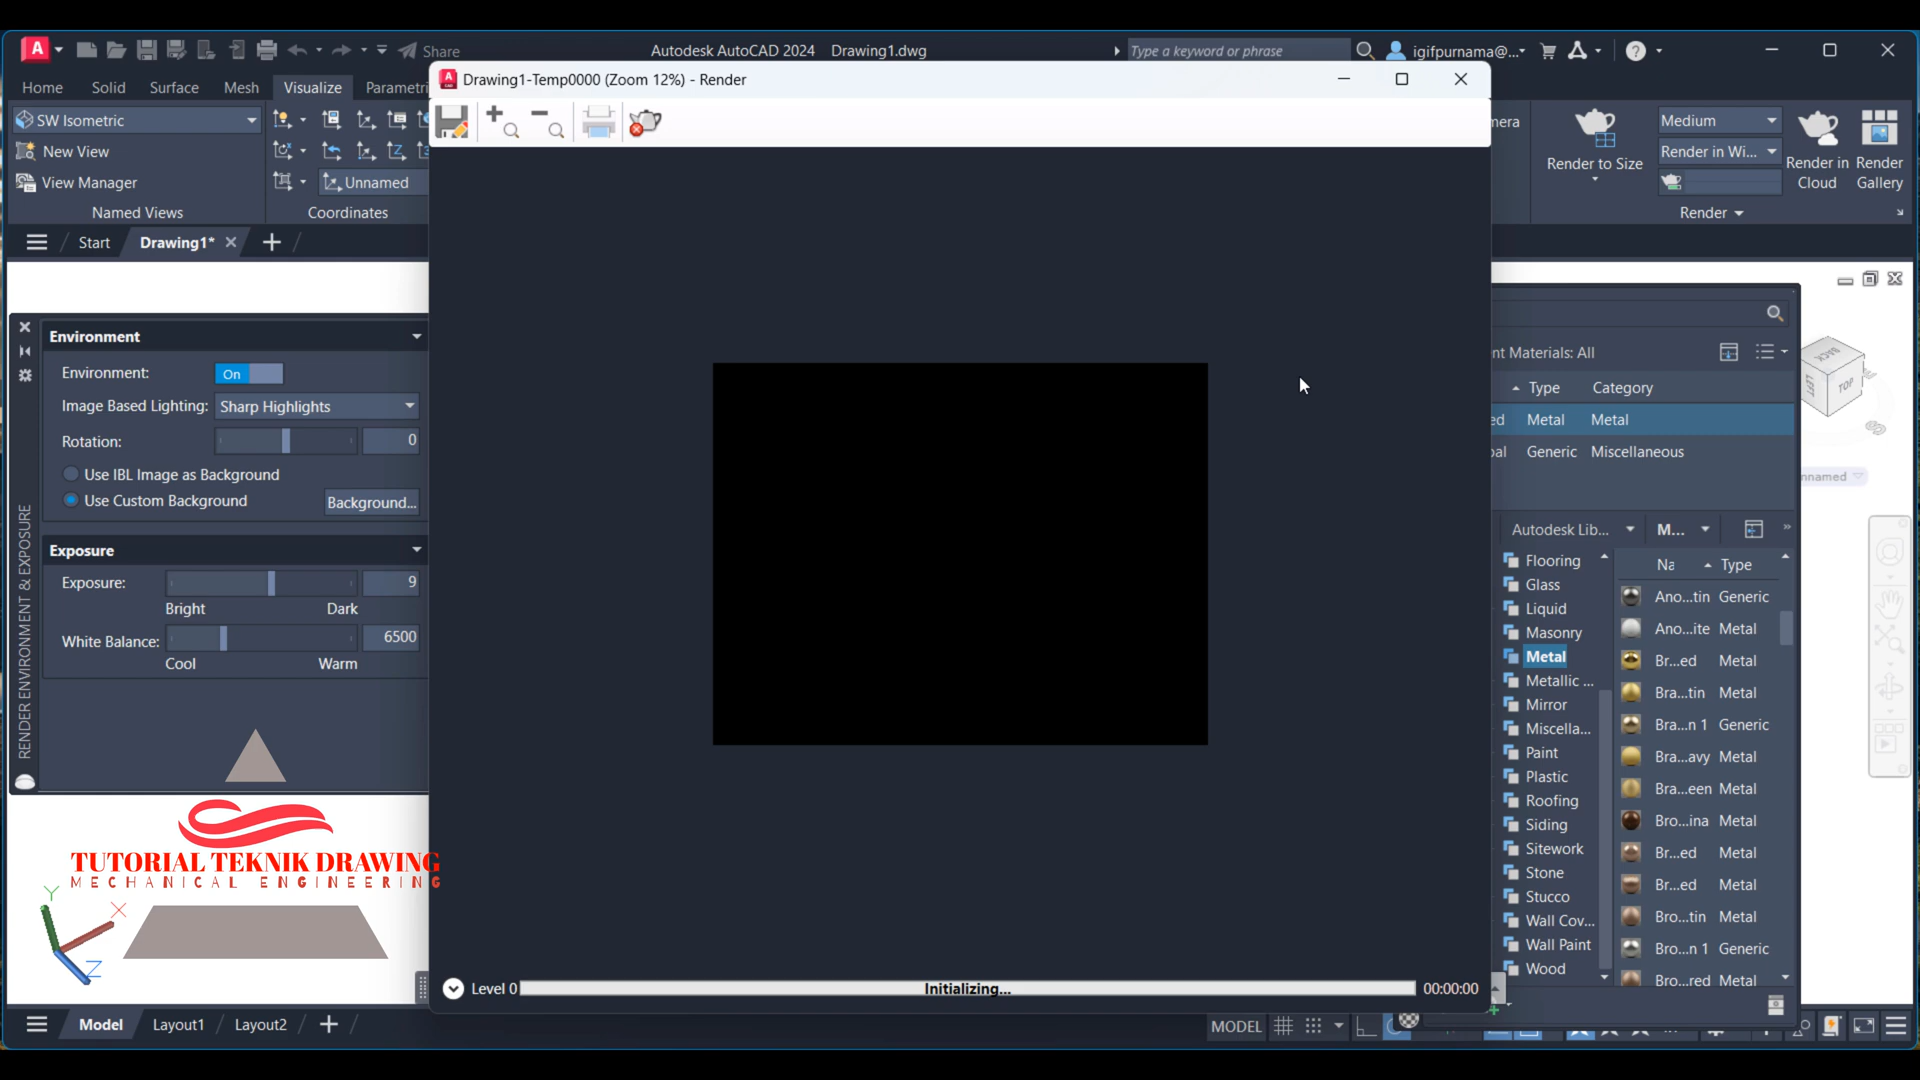 Share
Autodesk AutoCAD 2024 Drawing1.dwg
Type a keyword or phrase
igifpurnama@...
Home Solid Surface Mesh Visualize Parametri
Drawing1-Temp0000 (Zoom 12%) - Render
SW Isometric
New View
View Manager
Named Views
Unnamed
Coordinates
mera
Render to Size
Medium
Render in Wi...
Render in
Cloud
Render
Gallery
Render
Start
Drawing1*
Environment
Environment:
On
Image Based Lighting:
Sharp Highlights
Rotation:
0
Use IBL Image as Background
Use Custom Background
Background...
Exposure
Exposure:
9
Bright Dark
White Balance:
6500
Cool Warm
RENDER ENVIRONMENT & EXPOSURE
TUTORIAL TEKNIK DRAWING
MECHANICAL ENGINEERING
Y
X
Z
Level 0
Initializing...
00:00:00
nt Materials: All
Type Category
ed Metal Metal
bal Generic Miscellaneous
Autodesk Lib...
M...
Flooring
Glass
Liquid
Masonry
Metal
Metallic ...
Mirror
Miscella...
Paint
Plastic
Roofing
Siding
Sitework
Stone
Stucco
Wall Cov...
Wall Paint
Wood
Na Type
Ano...tin Generic
Ano...ite Metal
Br...ed Metal
Bra...tin Metal
Bra...n 1 Generic
Bra...avy Metal
Bra...een Metal
Bro...ina Metal
Br...ed Metal
Br...ed Metal
Bro...tin Metal
Bro...n 1 Generic
Bro...red Metal
BACK
LEFT
TOP
nnamed
Model
Layout1
Layout2
MODEL